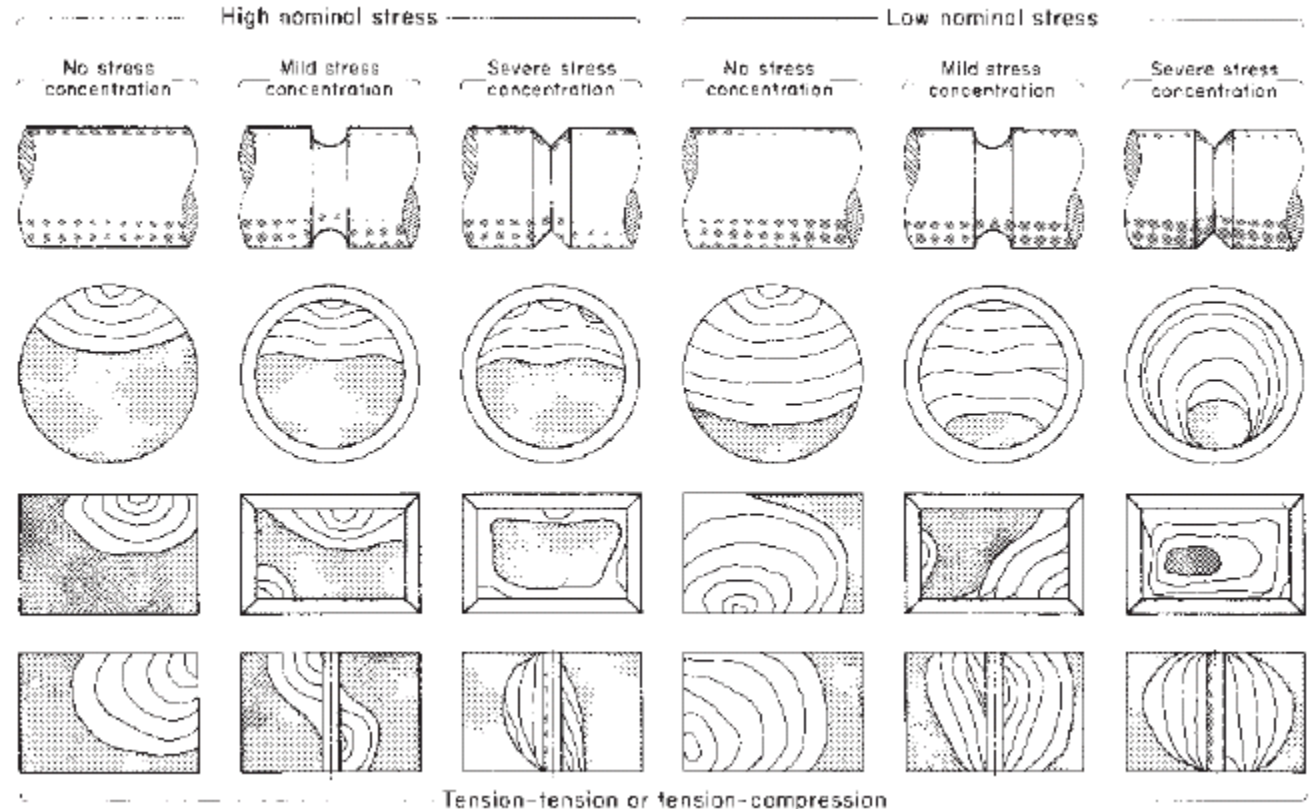 High nominal stress
Low nominal stress
No stress
concentration
Mild stress
concentration
Severe stress
concentration
No stress
concentration
Mild stress
concentration
Severe stress
concentration
Tension-tension or tension-compression